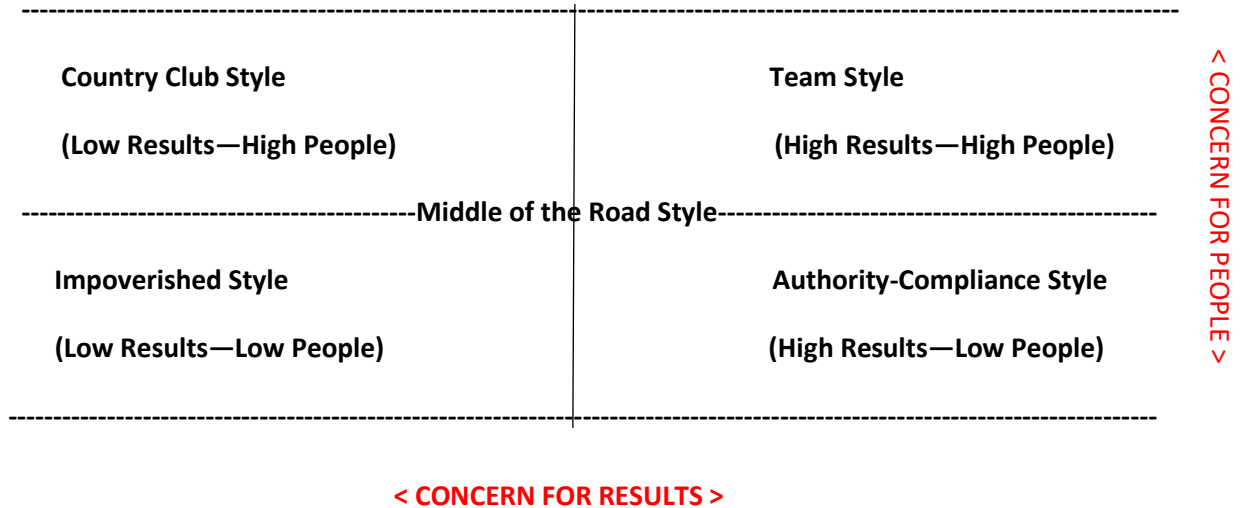 Country Club Style
Team Style
(Low Results—High People)
(High Results—High People)
Middle of the Road Style
Impoverished Style
Authority-Compliance Style
(Low Results—Low People)
(High Results—Low People)
< CONCERN FOR PEOPLE >
< CONCERN FOR RESULTS >